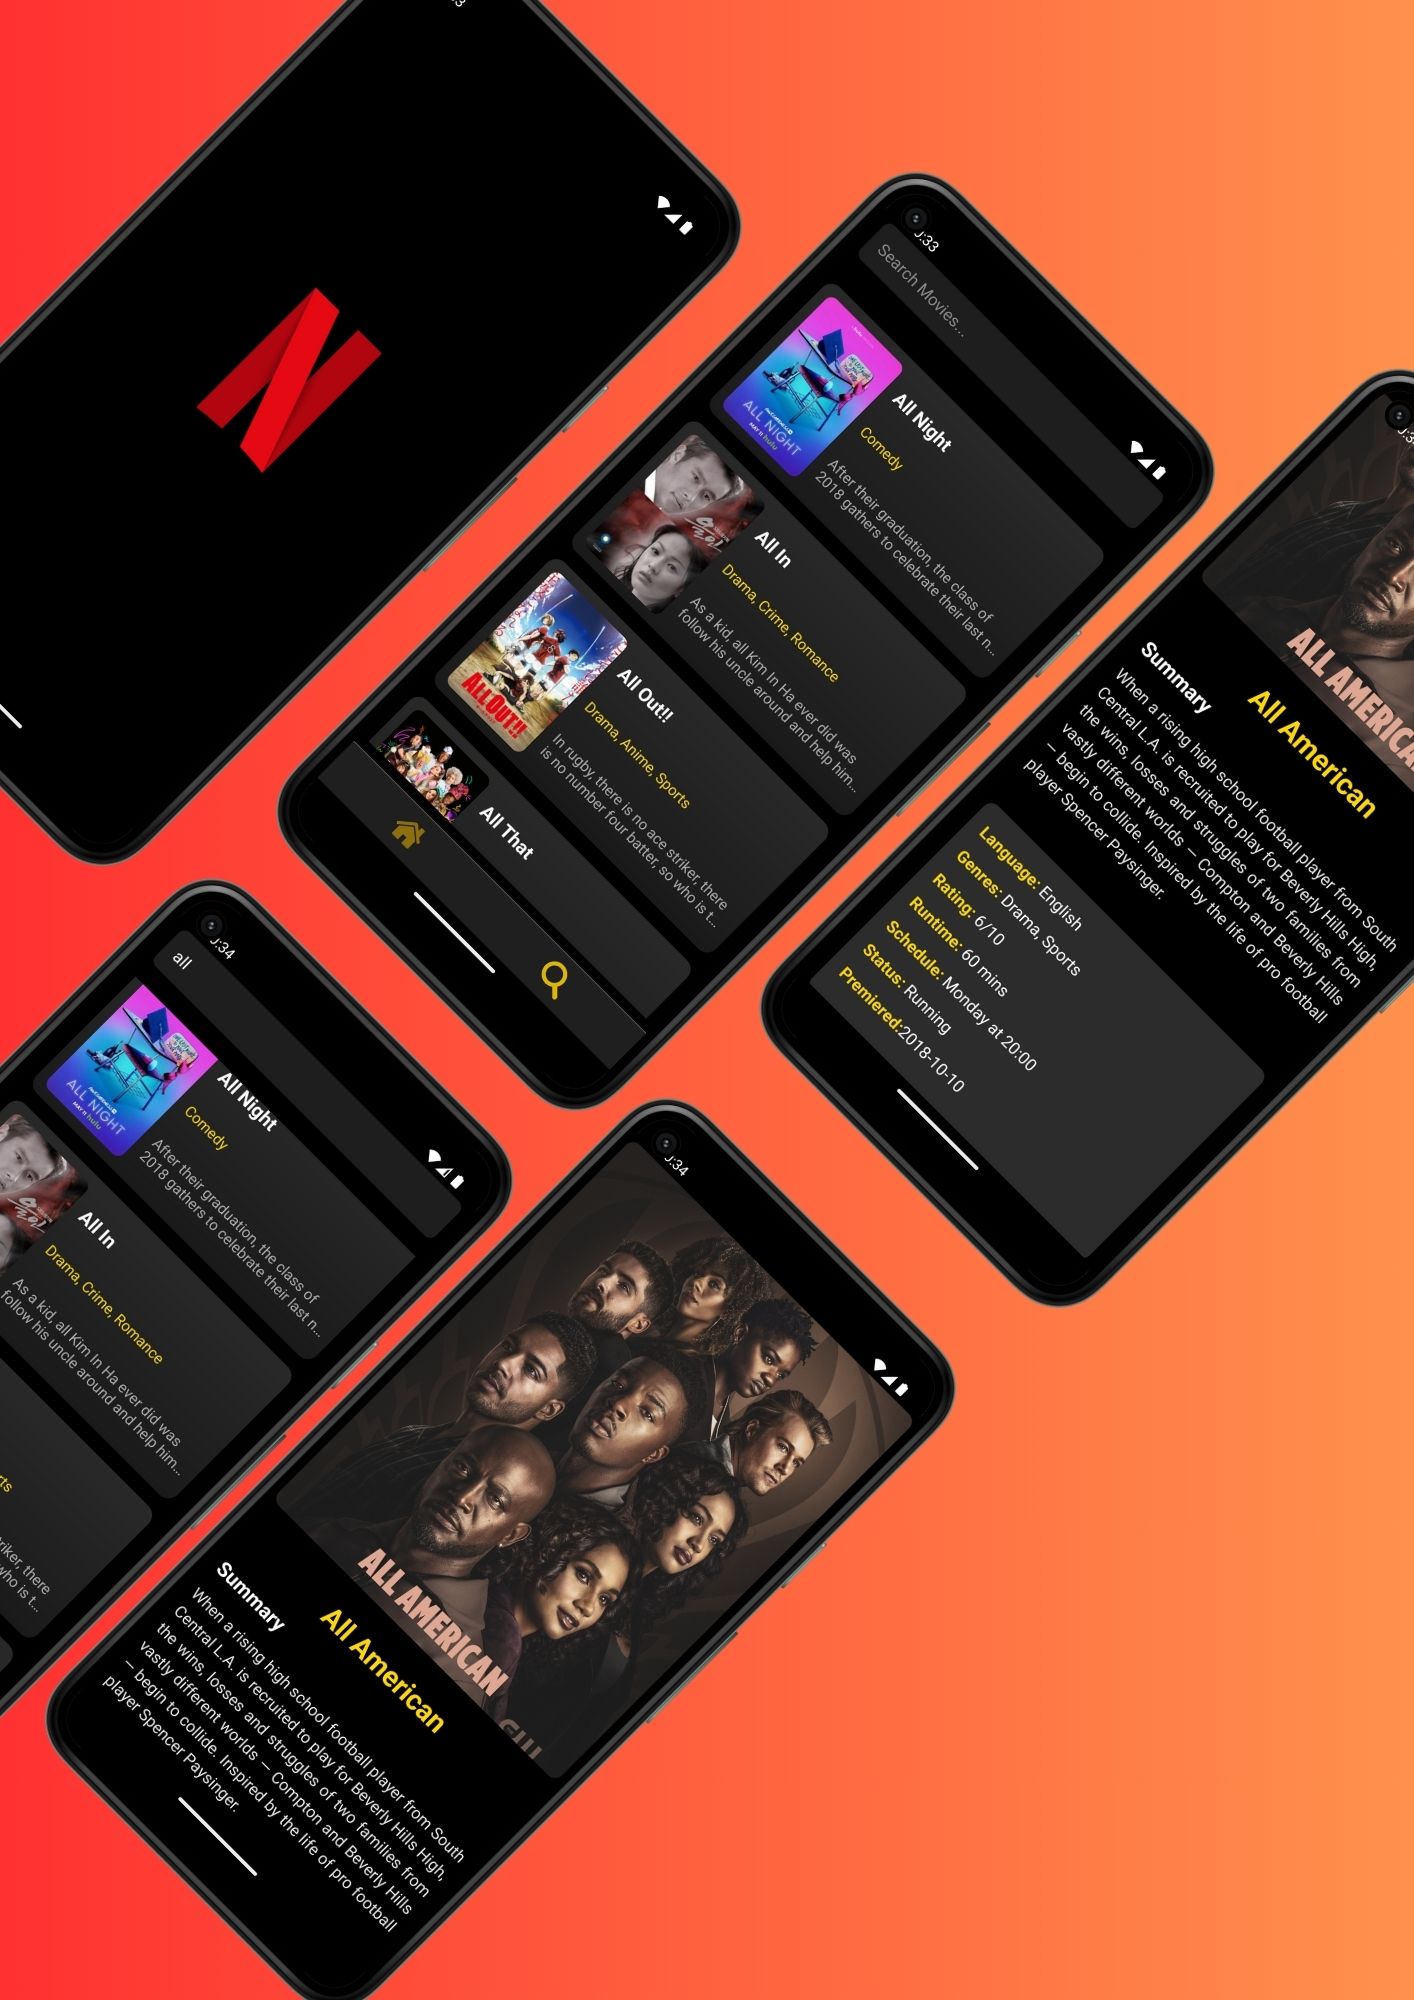 :33
Search Movies...
ALL NIGHT
MAY 11 hulu
All Night
Comedy
After their graduation, the class of
2018 gathers to celebrate their last n...
올인
All In
Drama, Crime, Romance
As a kid, all Kim In Ha ever did was
follow his uncle around and help him...
ALL OUT!!
All Out!!
Drama, Anime, Sports
In rugby, there is no ace striker, there
is no number four batter, so who is t...
All That
ALL AMERICA
All American
Summary
When a rising high school football player from South
Central L.A. is recruited to play for Beverly Hills High,
the wins, losses and struggles of two families from
vastly different worlds — Compton and Beverly Hills
— begin to collide. Inspired by the life of pro football
player Spencer Paysinger.
Language: English
Genres: Drama, Sports
Rating: 6/10
Runtime: 60 mins
Schedule: Monday at 20:00
Status: Running
Premiered:2018-10-10
:34
all
ALL NIGHT
MAY 11 hulu
All Night
Comedy
After their graduation, the class of
2018 gathers to celebrate their last n...
올인
All In
Drama, Crime, Romance
As a kid, all Kim In Ha ever did was
follow his uncle around and help him...
rts
riker, there
who is t...
:34
ALL AMERICAN
All American
Summary
When a rising high school football player from South
Central L.A. is recruited to play for Beverly Hills High,
the wins, losses and struggles of two families from
vastly different worlds — Compton and Beverly Hills
— begin to collide. Inspired by the life of pro football
player Spencer Paysinger.